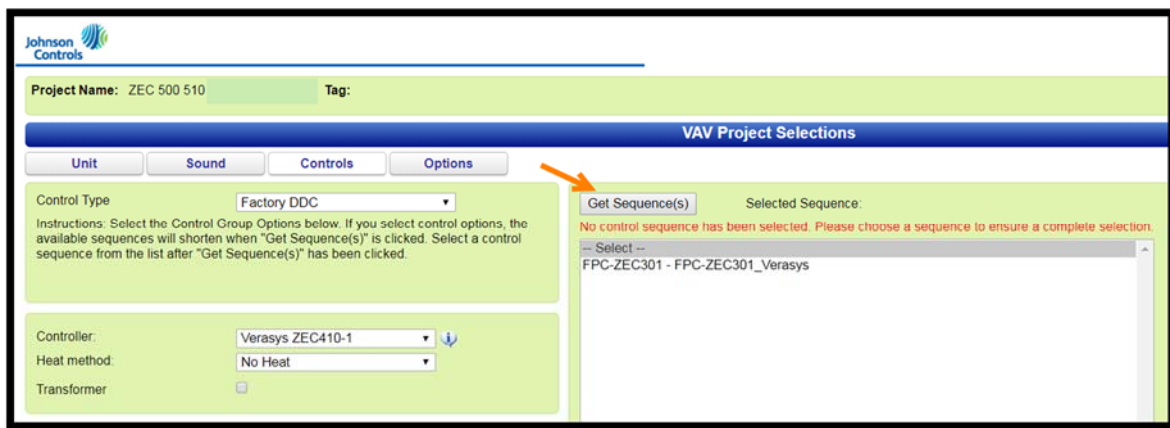 Johnson
Controls
Project Name: ZEC 500 510 Tag:
VAV Project Selections
Unit Sound Controls Options
Control Type Factory DDC
Instructions: Select the Control Group Options below. If you select control options, the
available sequences will shorten when "Get Sequence(s)" is clicked. Select a control
sequence from the list after "Get Sequence(s)" has been clicked.
Controller: Verasys ZEC410-1
Heat method: No Heat
Transformer
Get Sequence(s) Selected Sequence:
No control sequence has been selected. Please choose a sequence to ensure a complete selection.
-- Select --
FPC-ZEC301 - FPC-ZEC301_Verasys